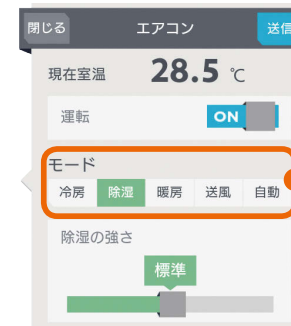 閉じる エアコン 送信
現在室温 28.5 ℃
運転 ON
モード
冷房 除湿 暖房 送風 自動
除湿の強さ
標準